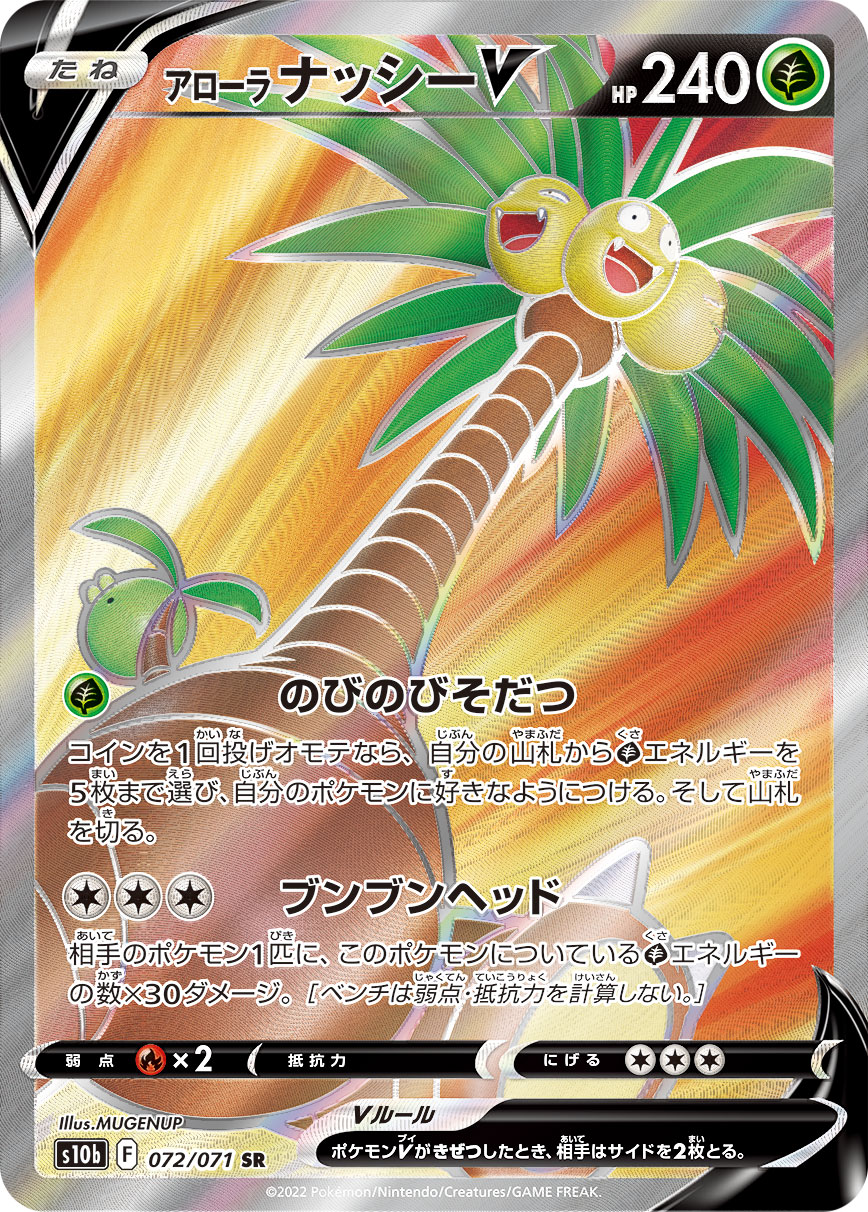 たね
アローラ ナッシーV
HP 240
のびのびそだつ
コインを1回投げオモテなら、自分の山札からエネルギーを
5枚まで選び、自分のポケモンに好きなようにつける。そして山札
を切る。
ブンブンヘッド
相手のポケモン1匹に、このポケモンについているエネルギー
の数×30ダメージ。[ベンチは弱点・抵抗力を計算しない。]
弱点 ×2 抵抗力 にげる
Illus.MUGENUP
Vルール
s10b F 072/071 SR
ポケモンVがきぜつしたとき、相手はサイドを2枚とる。
©2022 Pokémon/Nintendo/Creatures/GAME FREAK.